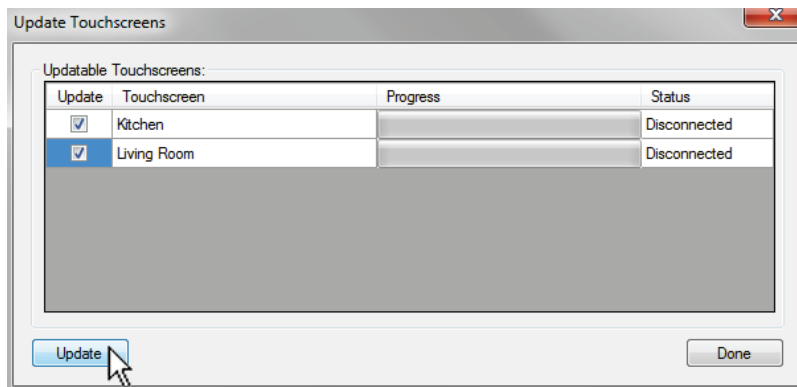 Update Touchscreens
X
Updatable Touchscreens:
Update Touchscreen Progress Status
Kitchen Disconnected
Living Room Disconnected
Update Done